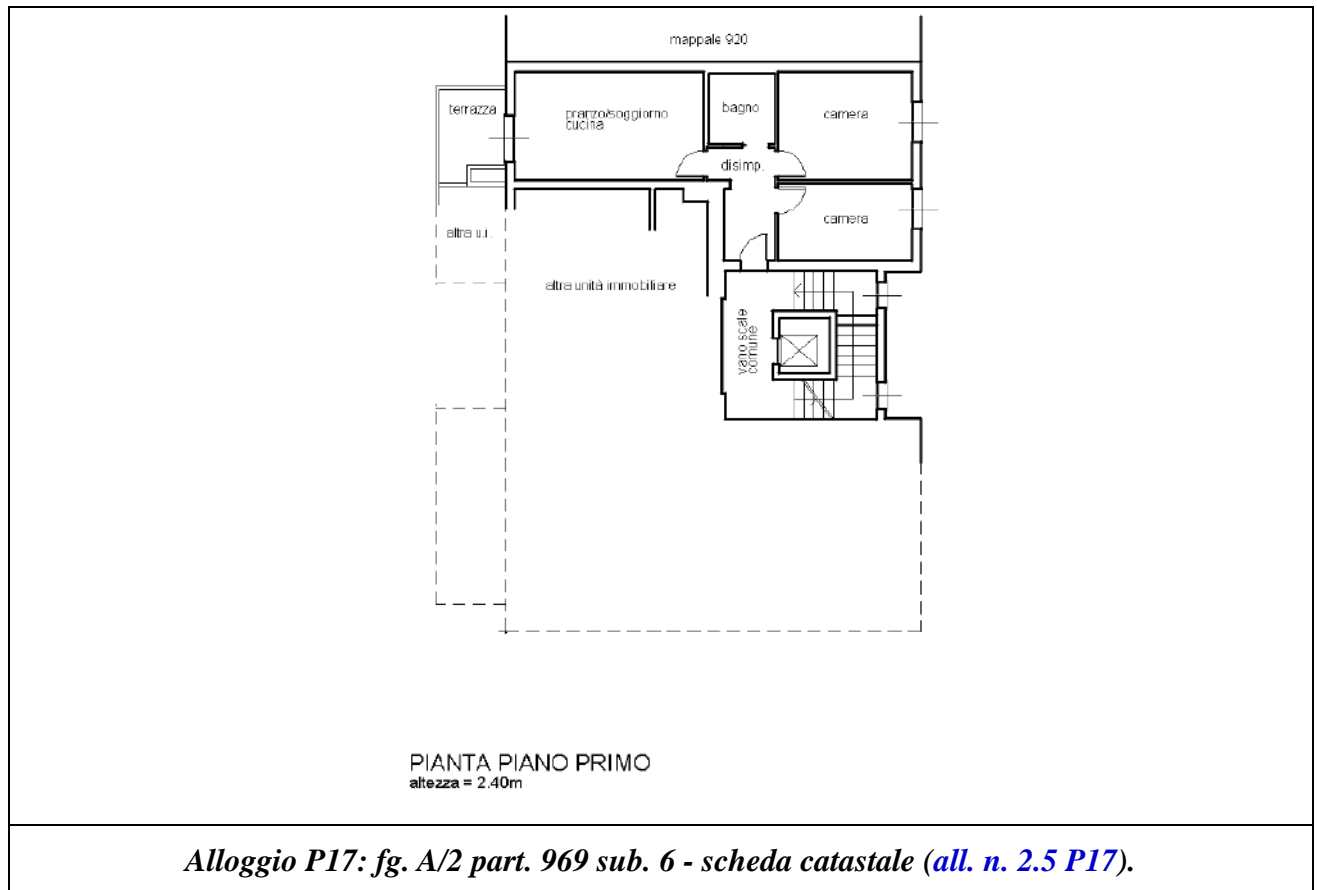 mappale 920
terrazza
pranzo/soggiorno
cucina
bagno
camera
disimp.
camera
altra u.i.
altra unità immobiliare
vano scale
comune
PIANTA PIANO PRIMO
altezza = 2.40m
Alloggio P17: fg. A/2 part. 969 sub. 6 - scheda catastale (all. n. 2.5 P17).